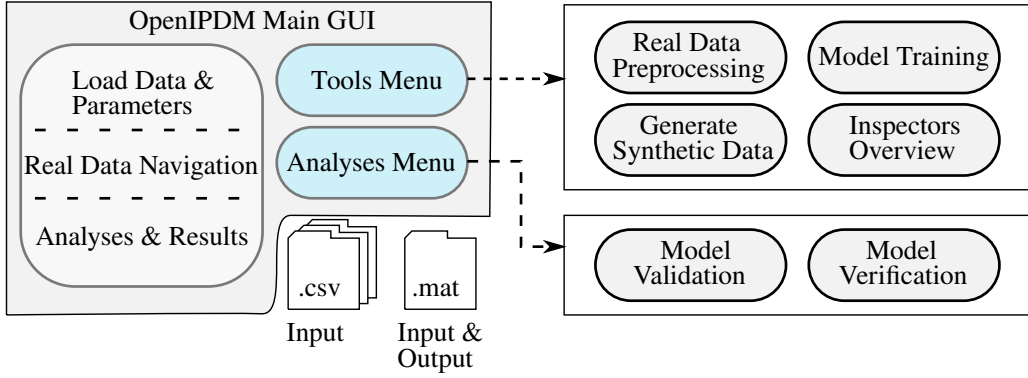 OpenIPDM Main GUI
Load Data &
Parameters
Real Data Navigation
Analyses & Results
Tools Menu
Analyses Menu
.csv
Input
.mat
Input &
Output
Real Data
Preprocessing
Model Training
Generate
Synthetic Data
Inspectors
Overview
Model
Validation
Model
Verification